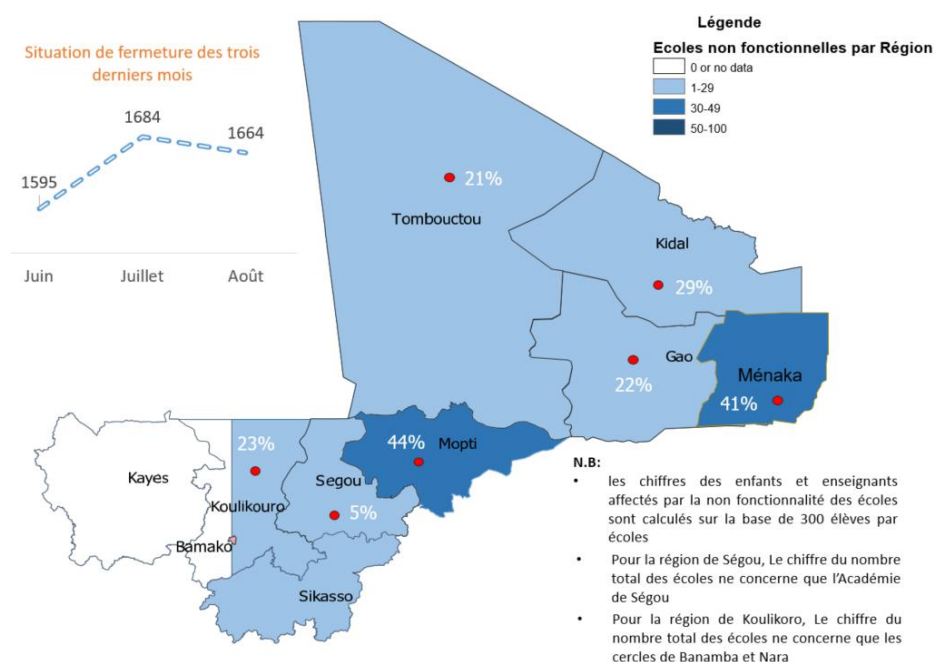 Situation de fermeture des trois
derniers mois
1595
1684
1664
Juin
Juillet
Août
Légende
Ecoles non fonctionnelles par Région
0 or no data
1-29
30-49
50-100
21%
Tombouctou
Kidal
29%
Gao
22%
Ménaka
41%
44%
Mopti
23%
Segou
5%
Kayes
Koulikouro
Bamako
Sikasso
N.B:
• les chiffres des enfants et enseignants
affectés par la non fonctionnalité des écoles
sont calculés sur la base de 300 élèves par
écoles
• Pour la région de Ségou, Le chiffre du nombre
total des écoles ne concerne que l’Académie
de Ségou
• Pour la région de Koulikoro, Le chiffre du
nombre total des écoles ne concerne que les
cercles de Banamba et Nara